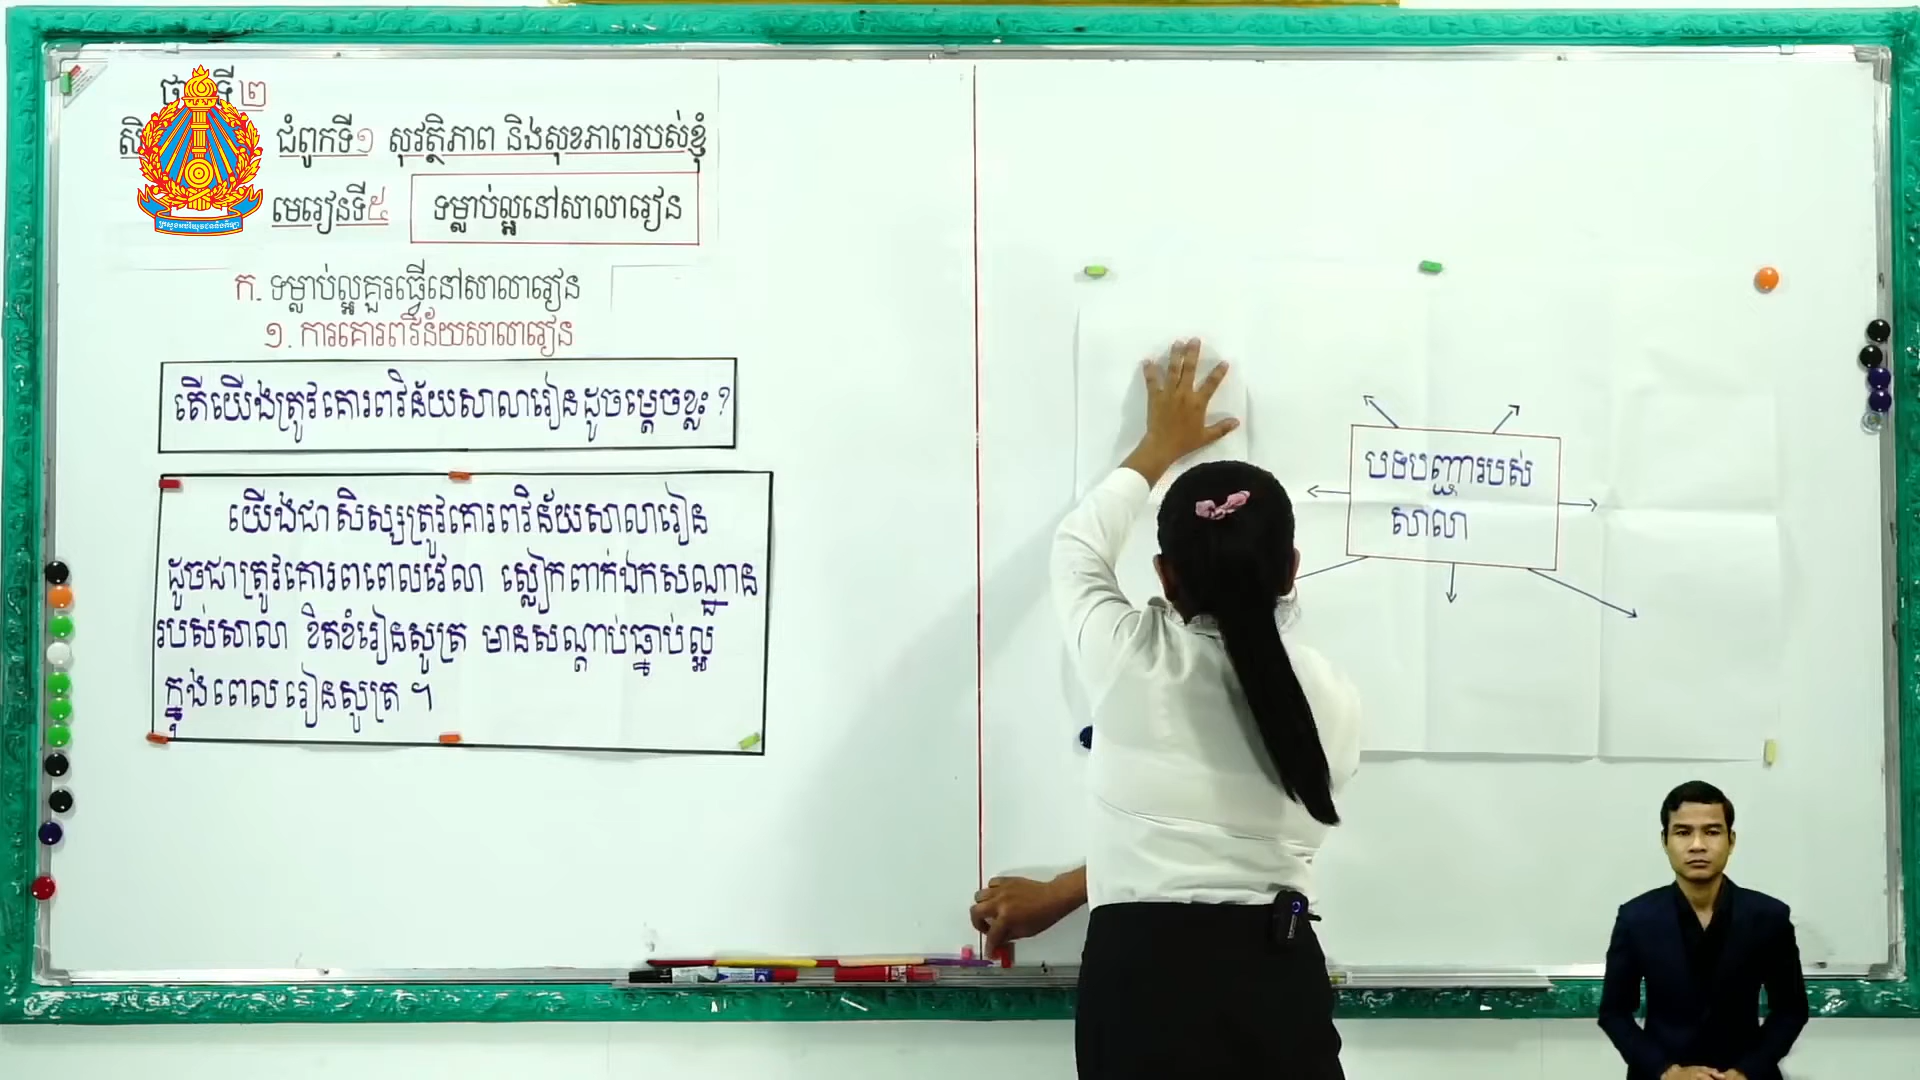 ទី២
ជំពូកទី១ សុវត្ថិភាព និងសុខភាពរបស់ខ្ញុំ
មេរៀនទី៥ ទម្លាប់ល្អនៅសាលារៀន
ក. ទម្លាប់ល្អគួរធ្វើនៅសាលារៀន
១. ការគោរពវិន័យសាលារៀន
តើយើងត្រូវគោរពវិន័យសាលារៀនដូចម្ដេចខ្លះ ?
យើងជាសិស្សត្រូវគោរពវិន័យសាលារៀន
ដូចជាត្រូវគោរពពេលវេលា ស្លៀកពាក់ឯកសណ្ឋាន
របស់សាលា ខិតខំរៀនសូត្រ មានសណ្ដាប់ធ្នាប់ល្អ
ក្នុងពេលរៀនសូត្រ ។
បទបញ្ជារបស់
សាលា